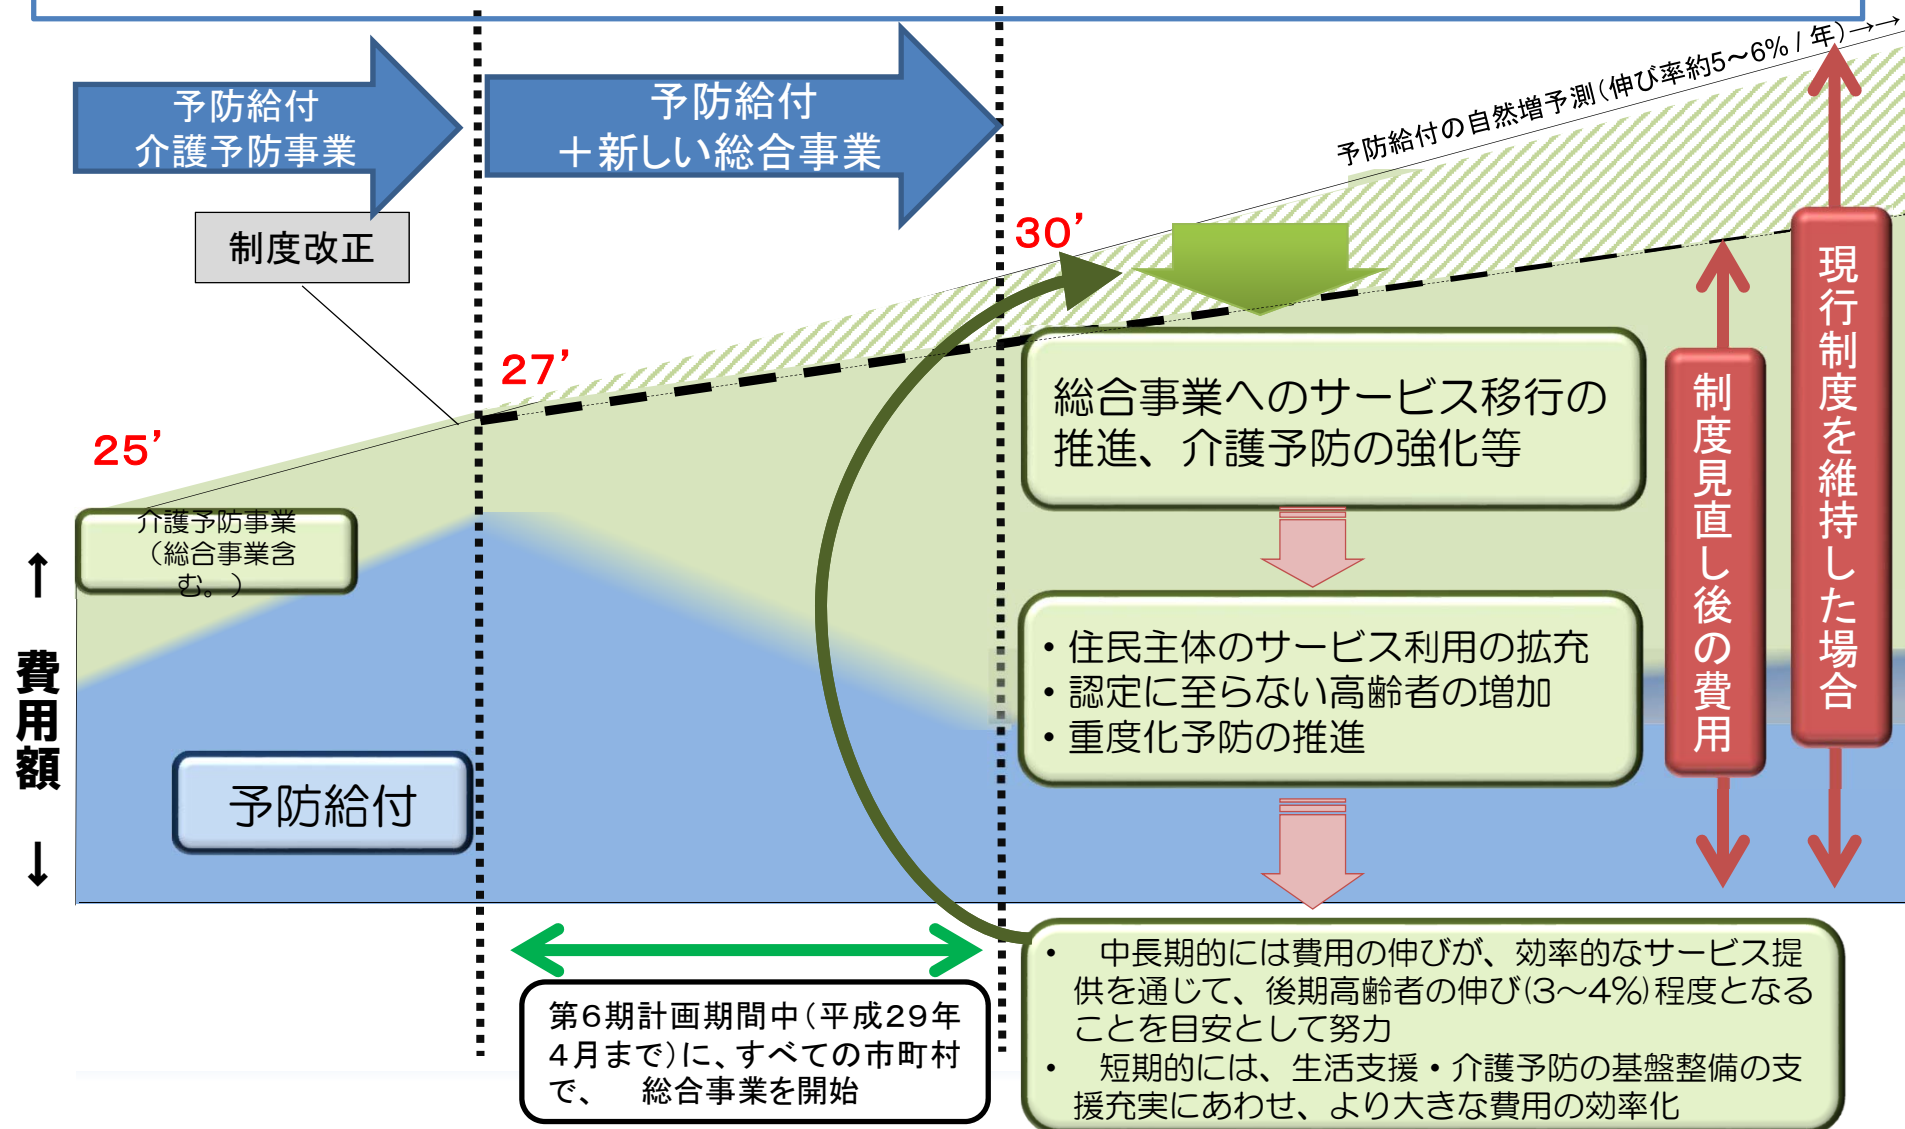 予防給付
介護予防事業
予防給付
＋新しい総合事業
予防給付の自然増予測（伸び率約5～6% / 年）→→
制度改正
25’
27’
30’
介護予防事業
（総合事業含
む。）
予防給付
↑ 費用額 ↓
総合事業へのサービス移行の
推進、介護予防の強化等
・住民主体のサービス利用の拡充
・認定に至らない高齢者の増加
・重度化予防の推進
制度見直し後の費用
現行制度を維持した場合
第6期計画期間中（平成29年
4月まで）に、すべての市町村
で、　総合事業を開始
・　中長期的には費用の伸びが、効率的なサービス提
供を通じて、後期高齢者の伸び(3～4%)程度となる
ことを目安として努力
・　短期的には、生活支援・介護予防の基盤整備の支
援充実にあわせ、より大きな費用の効率化